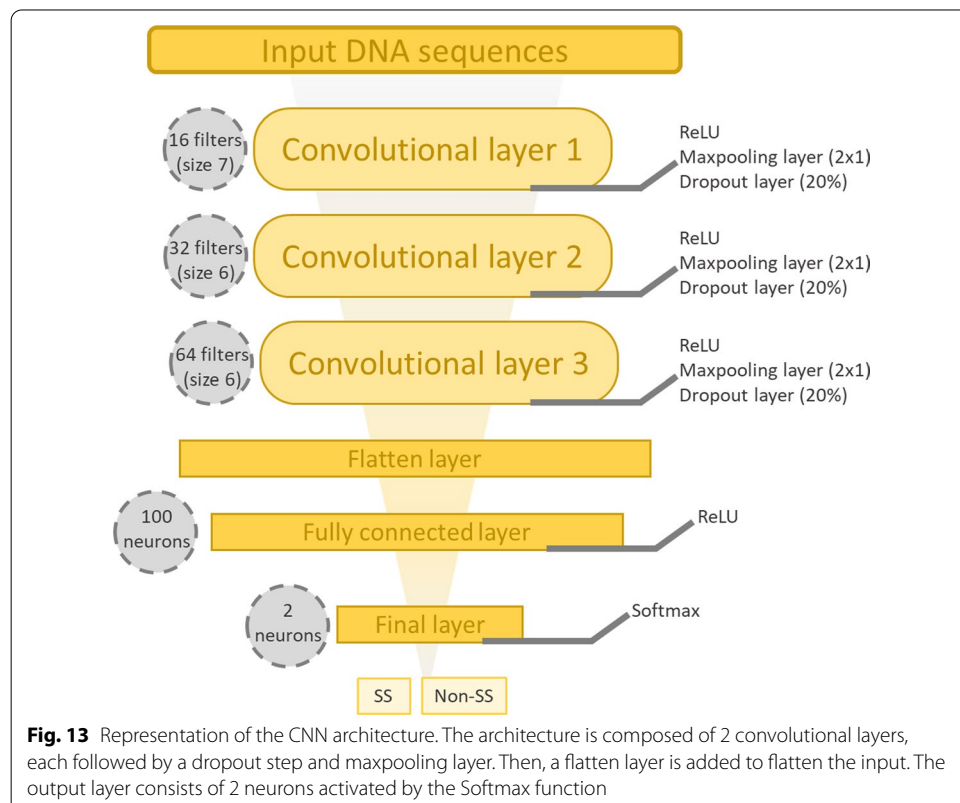 Input DNA sequences
16 filters
(size 7)
Convolutional layer 1
ReLU
Maxpooling layer (2x1)
Dropout layer (20%)
32 filters
(size 6)
Convolutional layer 2
ReLU
Maxpooling layer (2x1)
Dropout layer (20%)
64 filters
(size 6)
Convolutional layer 3
ReLU
Maxpooling layer (2x1)
Dropout layer (20%)
Flatten layer
100
neurons
Fully connected layer
ReLU
2
neurons
Final layer
Softmax
SS
Non-SS
Fig. 13 Representation of the CNN architecture. The architecture is composed of 2 convolutional layers,
each followed by a dropout step and maxpooling layer. Then, a flatten layer is added to flatten the input. The
output layer consists of 2 neurons activated by the Softmax function